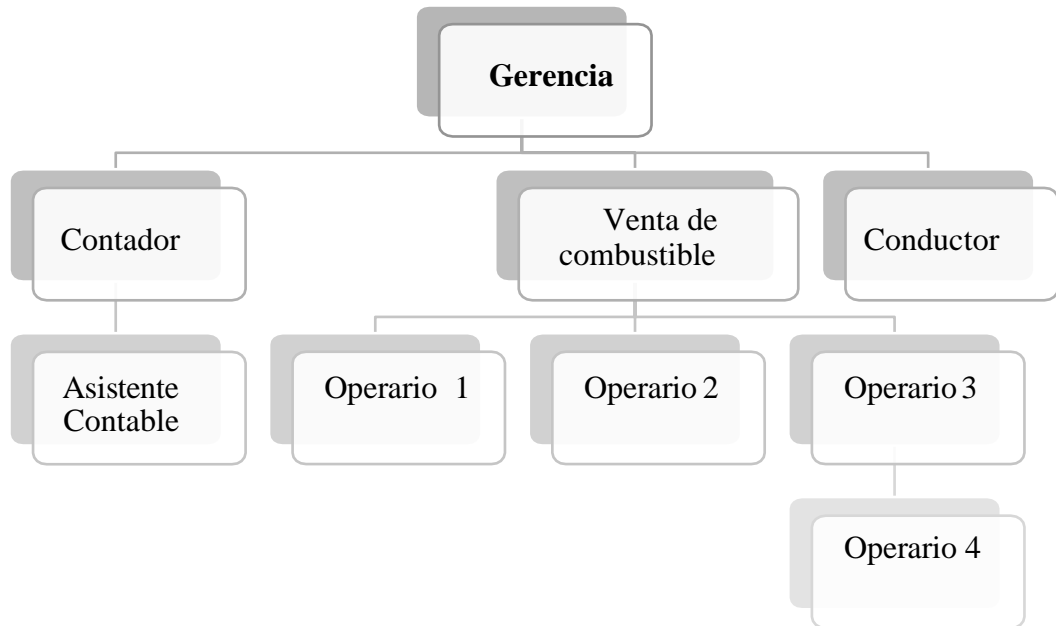 Gerencia
Contador
Venta de
combustible
Conductor
Asistente
Contable
Operario 1
Operario 2
Operario 3
Operario 4